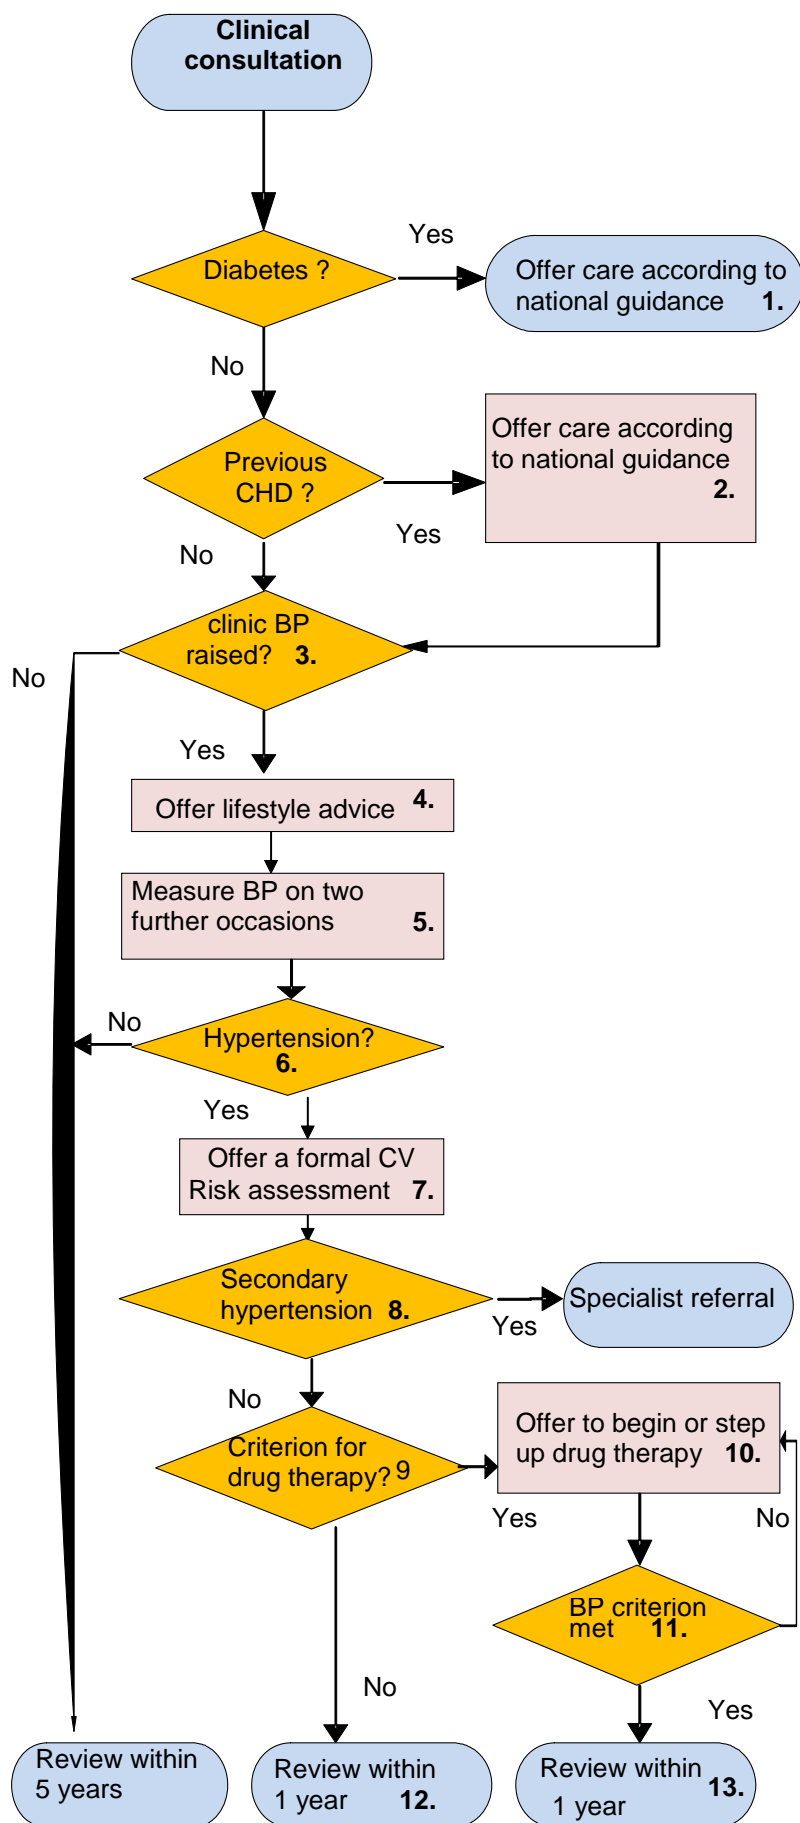 Clinical
consultation
Yes
Diabetes ?
Offer care according to
national guidance 1.
No
Offer care according
to national guidance
2.
Previous
CHD ?
Yes
No
clinic BP
raised? 3.
No
Yes
Offer lifestyle advice 4.
Measure BP on two
further occasions 5.
No
Hypertension?
6.
Yes
Offer a formal CV
Risk assessment 7.
Secondary
hypertension 8.
Specialist referral
Yes
No
Offer to begin or step
up drug therapy 10.
Criterion for
drug therapy? 9
Yes
No
BP criterion
met 11.
No
Yes
Review within
5 years
Review within
1 year 12.
Review within 13.
1 year